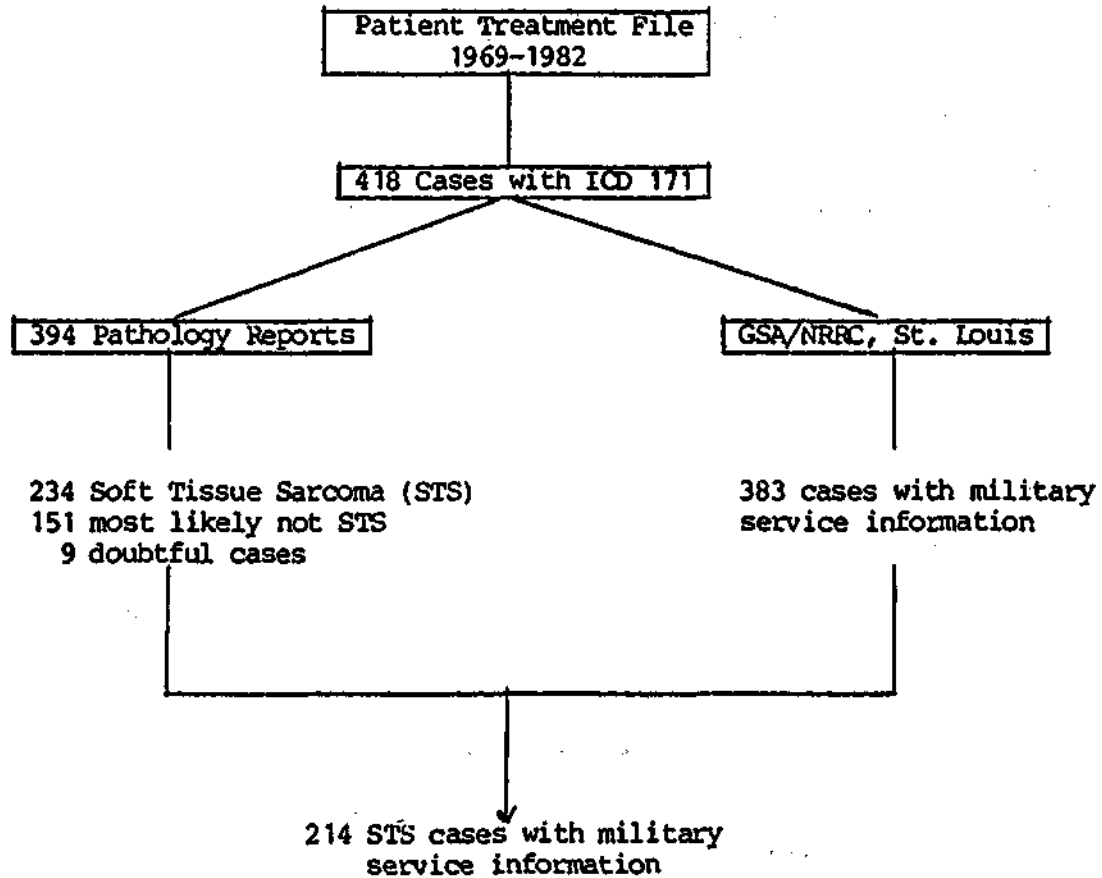 Patient Treatment File
1969-1982
418 Cases with ICD 171
394 Pathology Reports
GSA/NRRC, St. Louis
234 Soft Tissue Sarcoma (STS)
151 most likely not STS
9 doubtful cases
383 cases with military
service information
214 STS cases with military
service information